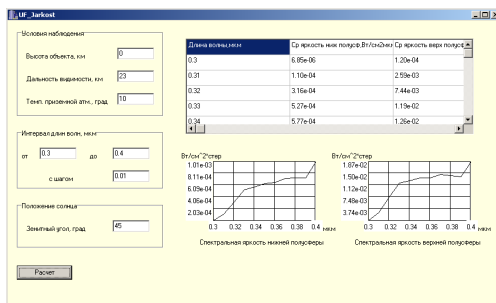 UF_Jarkost
Условия наблюдения
Высота объекта, км 0
Дальность видимости, км 23
Темп. приземной атм., град 10
Интервал длин волн, мкм
от 0.3 до 0.4
с шагом 0.01
Положение солнца
Зенитный угол, град 45
Расчет
Длина волны,мкм Ср яркость ниж полусф,Вт/см2мкм Ср яркость верх полусф
0.3 6.85e-06 1.20e-04
0.31 1.10e-04 2.59e-03
0.32 3.16e-04 7.44e-03
0.33 5.27e-04 1.19e-02
0.34 5.77e-04 1.26e-02
Вт/см^2*стер
1.01e-03
8.11e-04
6.09e-04
4.06e-04
2.03e-04
0.3 0.32 0.34 0.36 0.38 0.4 мкм
Спектральная яркость нижней полусферы
Вт/см^2*стер
1.87e-02
1.50e-02
1.12e-02
7.48e-03
3.74e-03
0.3 0.32 0.34 0.36 0.38 0.4 мкм
Спектральная яркость верхней полусферы